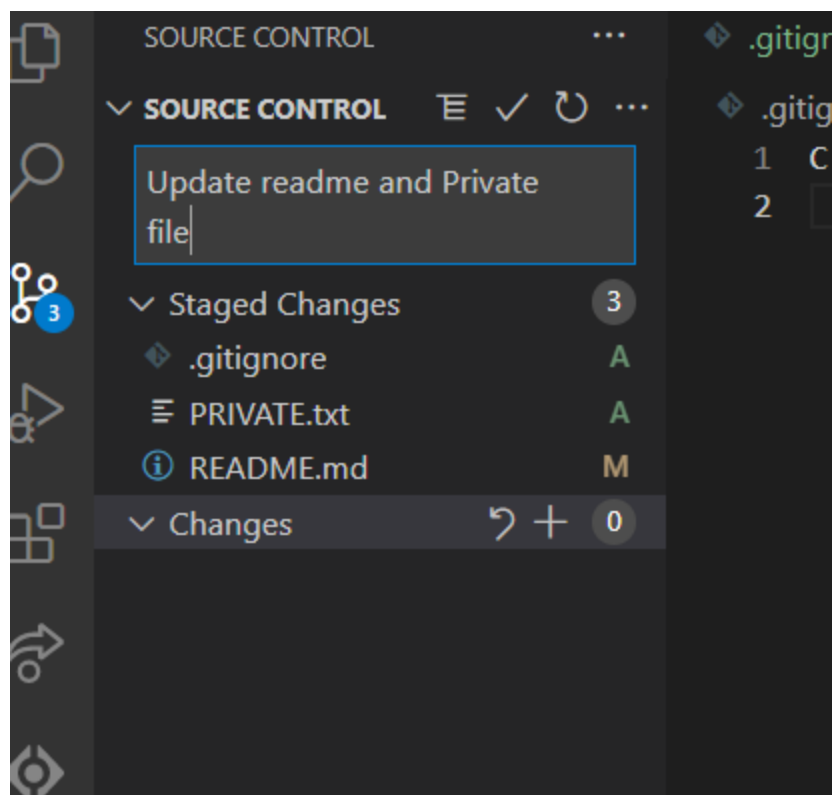 SOURCE CONTROL
.gitign
SOURCE CONTROL
.gitig
Update readme and Private
file
1 C
2
3
Staged Changes 3
.gitignore A
PRIVATE.txt A
README.md M
Changes 0